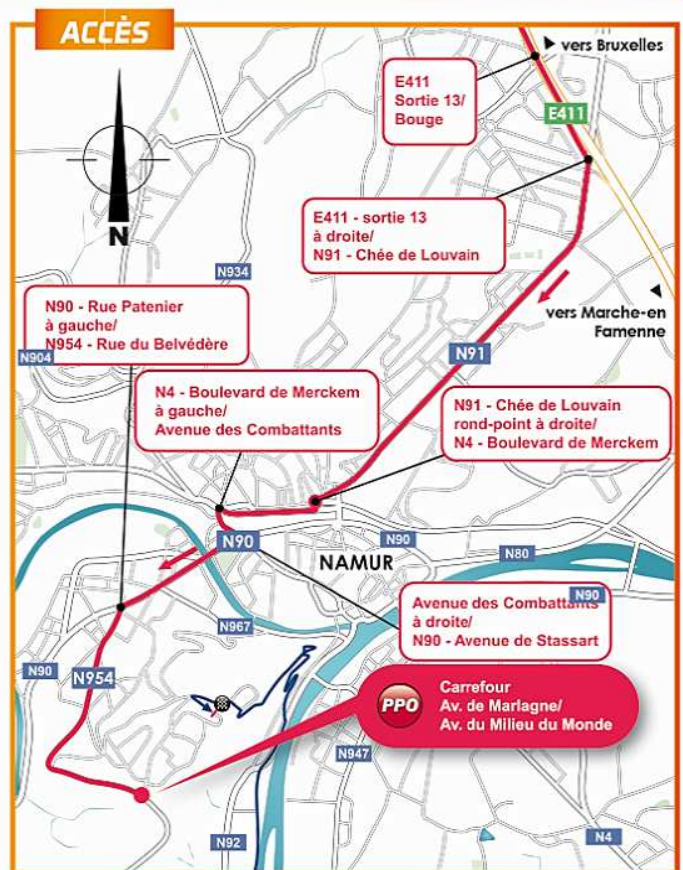 ACCÈS
vers Bruxelles
E411
Sortie 13/
Bouge
E411
E411 - sortie 13
à droite/
N91 - Chée de Louvain
N
N934
vers Marche-en
Famenne
N90 - Rue Patenier
à gauche/
N954 - Rue du Belvédère
N904
N91
N4 - Boulevard de Merckem
à gauche/
Avenue des Combattants
N91 - Chée de Louvain
rond-point à droite/
N4 - Boulevard de Merckem
N90
N90
NAMUR
N80
N90
Avenue des Combattants
à droite/
N90 - Avenue de Stassart
N967
N90
N954
PPO
Carrefour
Av. de Marlagne/
Av. du Milieu du Monde
N947
N92
N4